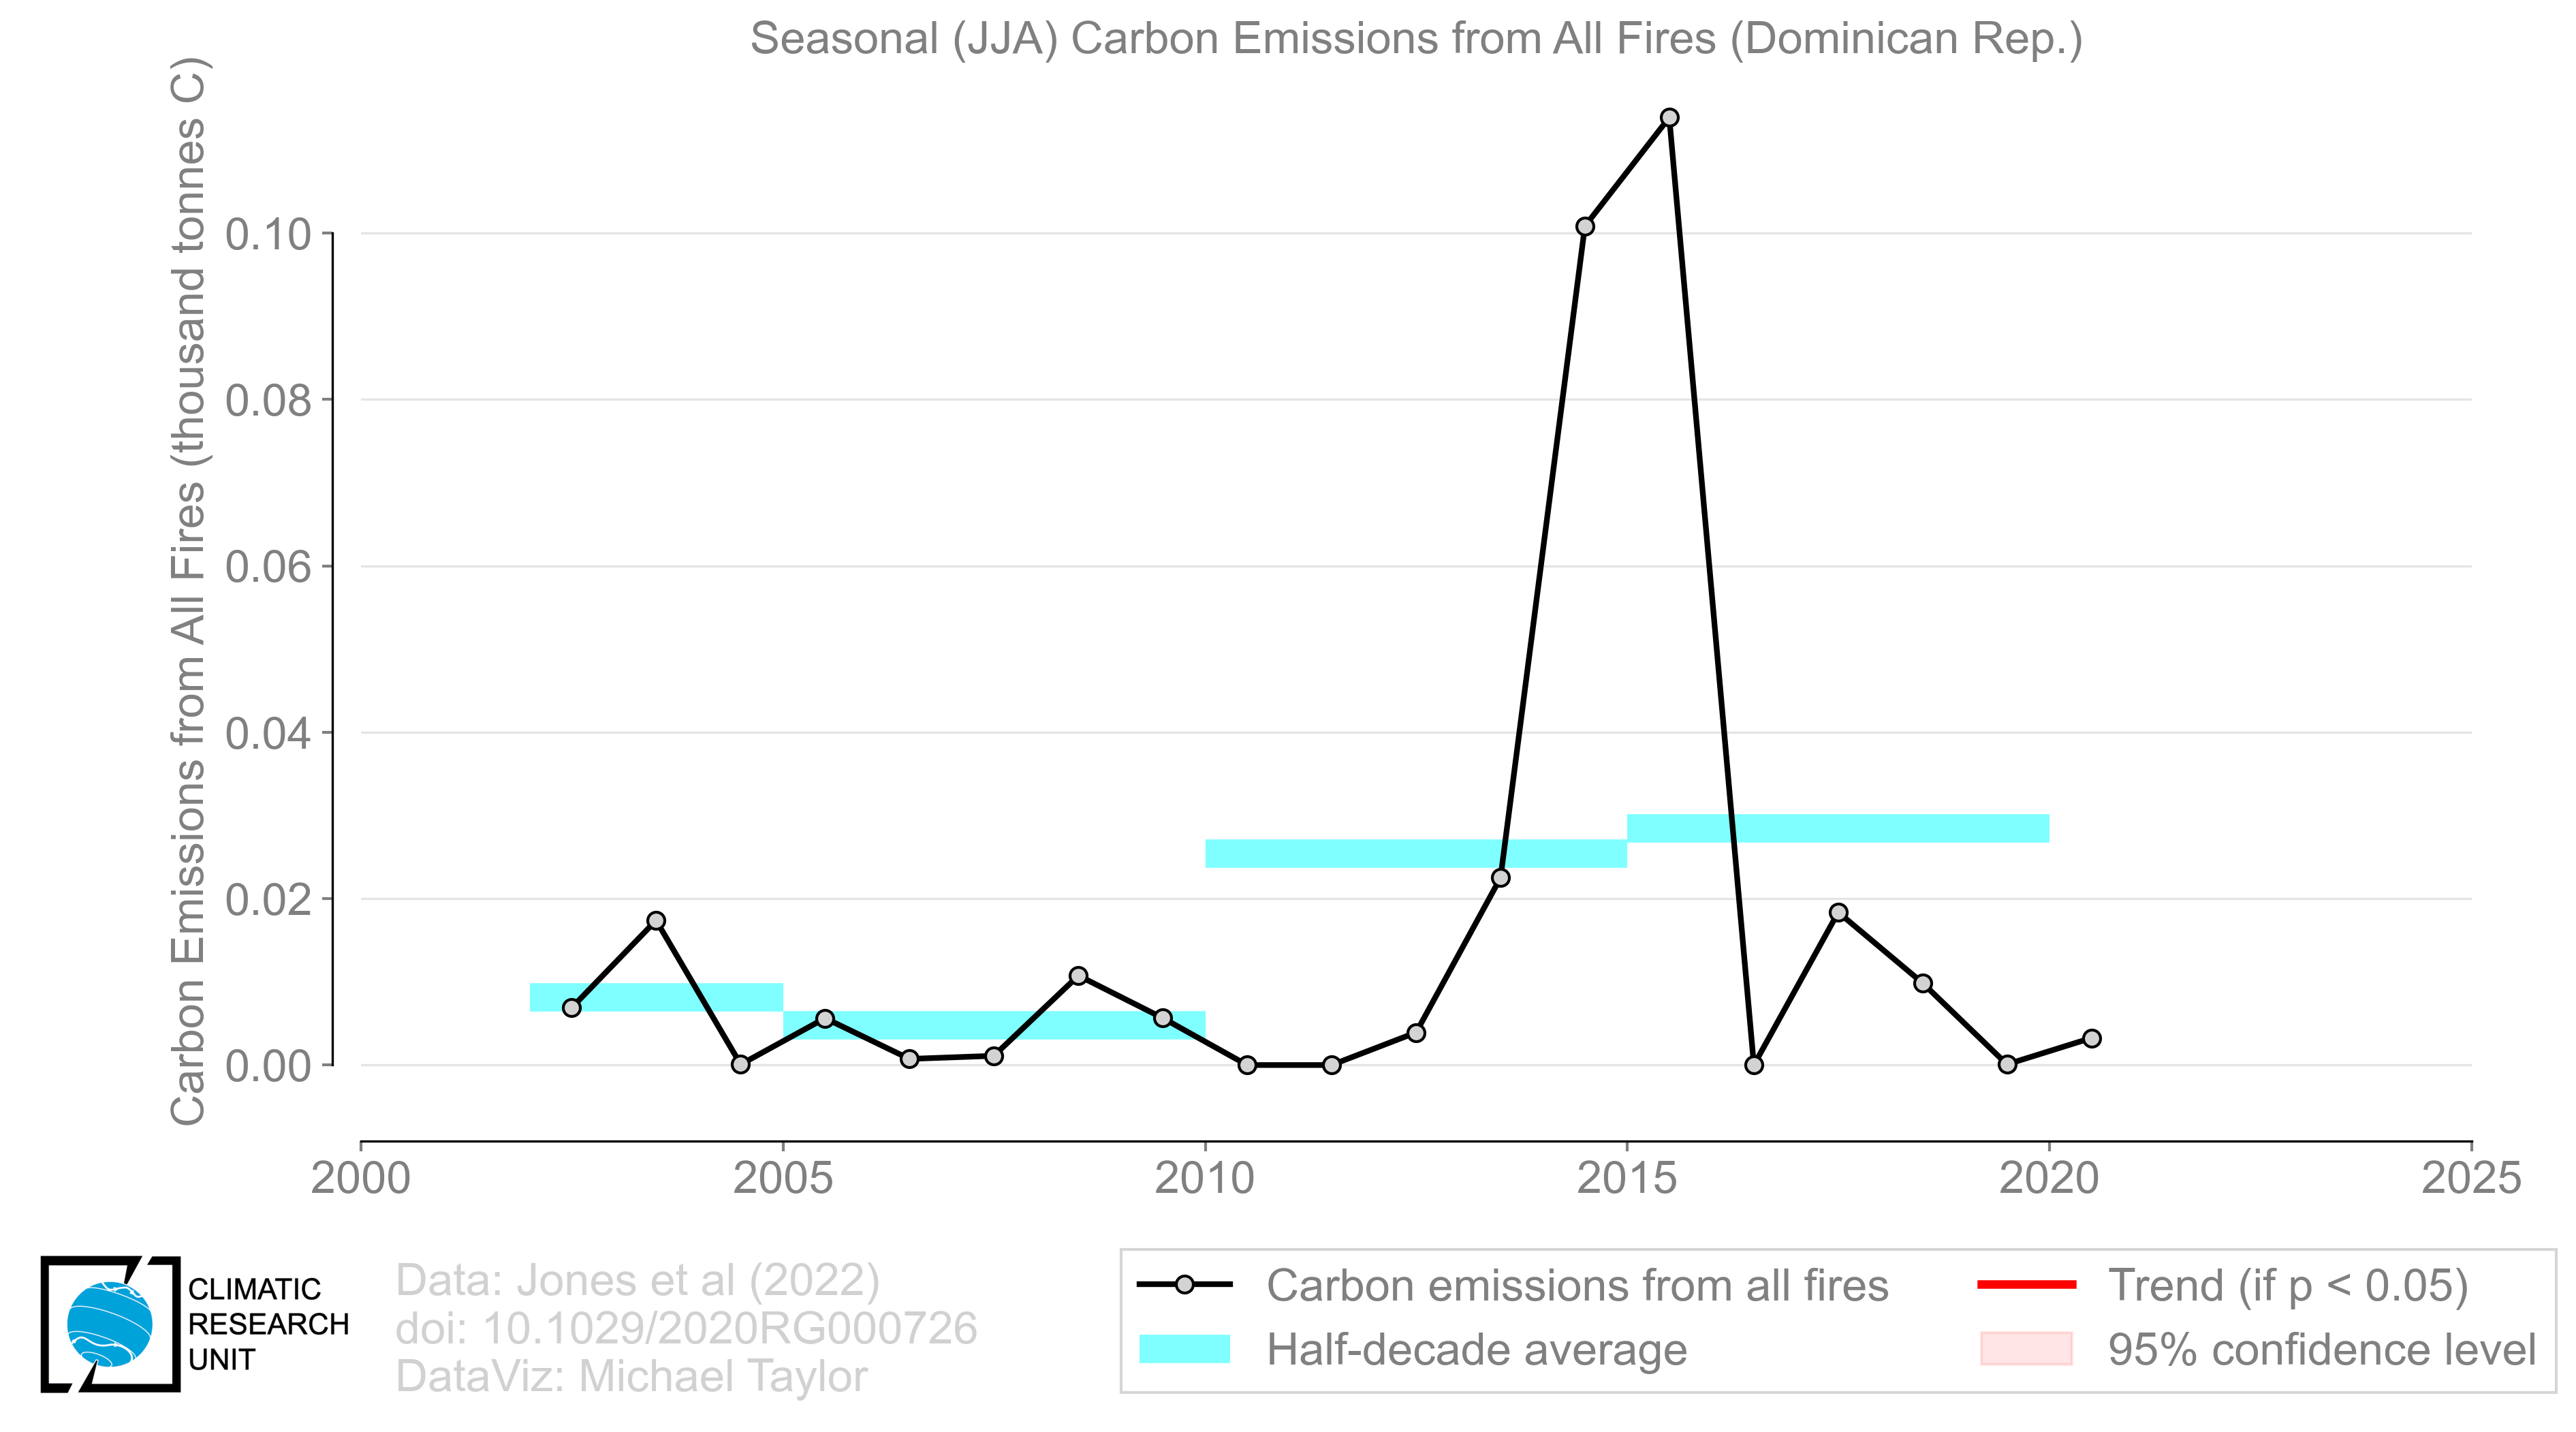 Seasonal (JJA) Carbon Emissions from All Fires (Dominican Rep.)
Carbon Emissions from All Fires (thousand tonnes C)
0.10
0.08
0.06
0.04
0.02
0.00
2000
2005
2010
2015
2020
2025
CLIMATIC
RESEARCH
UNIT
Data: Jones et al (2022)
doi: 10.1029/2020RG000726
DataViz: Michael Taylor
Carbon emissions from all fires
Half-decade average
Trend (if p < 0.05)
95% confidence level